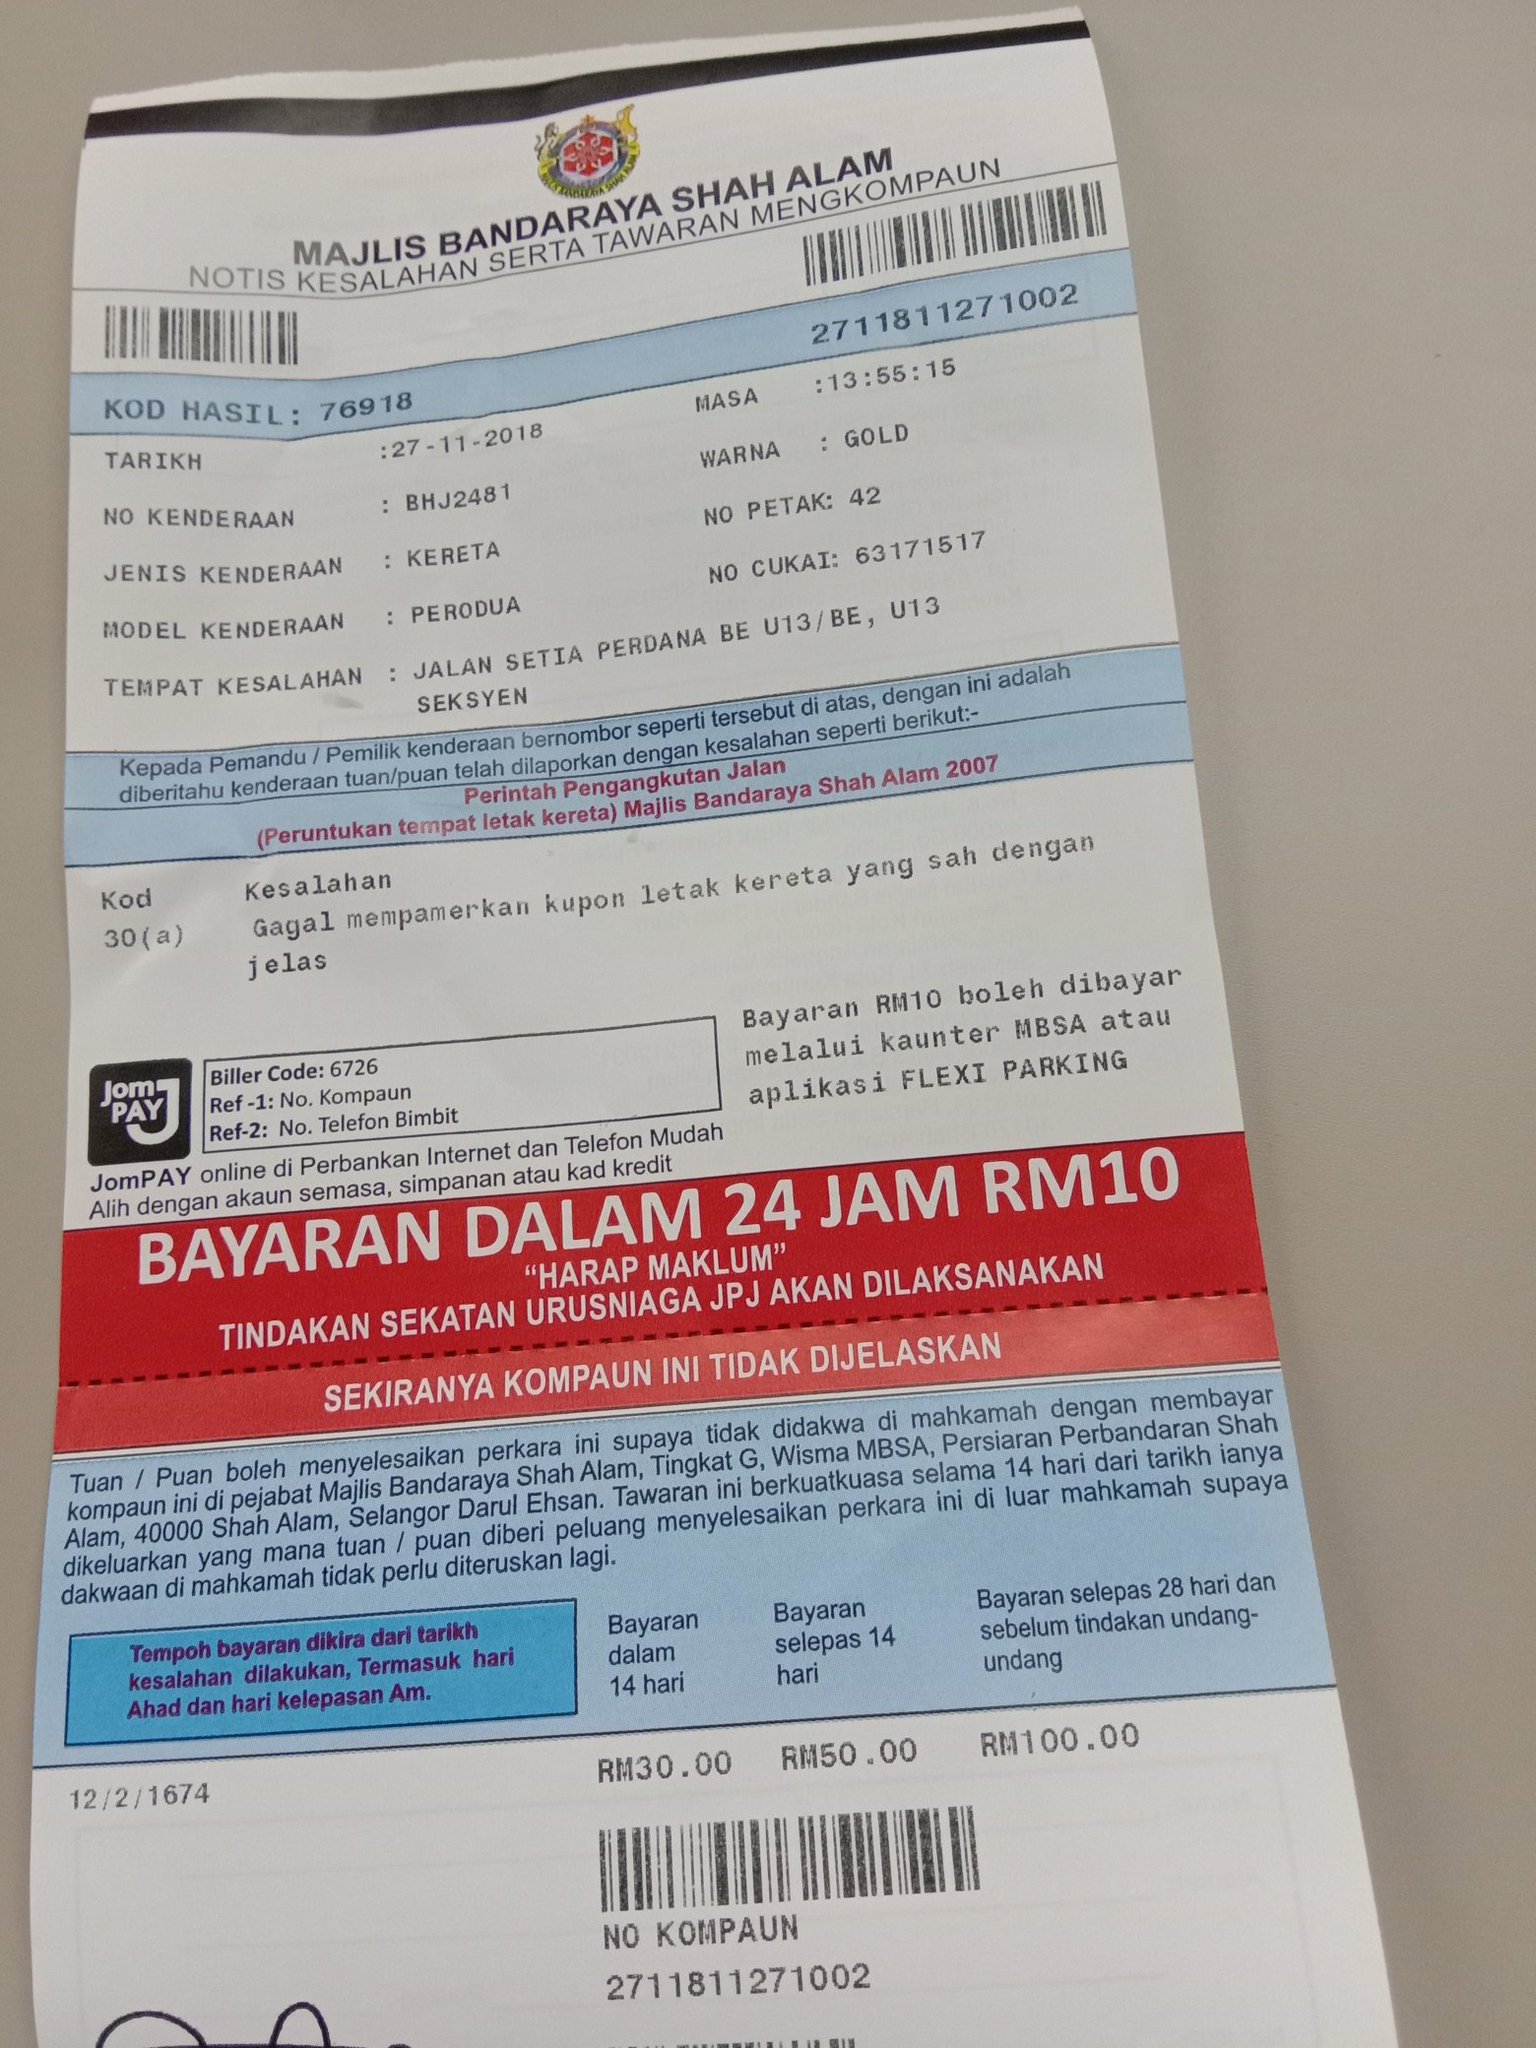 MAJLIS BANDARAYA SHAH ALAM
NOTIS KESALAHAN SERTA TAWARAN MENGKOMPAUN
2711811271002
KOD HASIL: 76918
TARIKH :27-11-2018 MASA :13:55:15
NO KENDERAAN : BHJ2481 WARNA : GOLD
JENIS KENDERAAN : KERETA NO PETAK: 42
MODEL KENDERAAN : PERODUA NO CUKAI: 63171517
TEMPAT KESALAHAN : JALAN SETIA PERDANA BE U13/BE, U13
SEKSYEN
Kepada Pemandu / Pemilik kenderaan bernombor seperti tersebut di atas, dengan ini adalah
diberitahu kenderaan tuan/puan telah dilaporkan dengan kesalahan seperti berikut:-
Perintah Pengangkutan Jalan
(Peruntukan tempat letak kereta) Majlis Bandaraya Shah Alam 2007
Kod Kesalahan
30(a) Gagal mempamerkan kupon letak kereta yang sah dengan
jelas
Bayaran RM10 boleh dibayar
melalui kaunter MBSA atau
aplikasi FLEXI PARKING
Jom
PAY
Biller Code: 6726
Ref -1: No. Kompaun
Ref-2: No. Telefon Bimbit
JomPAY online di Perbankan Internet dan Telefon Mudah
Alih dengan akaun semasa, simpanan atau kad kredit
BAYARAN DALAM 24 JAM RM10
“HARAP MAKLUM”
TINDAKAN SEKATAN URUSNIAGA JPJ AKAN DILAKSANAKAN
SEKIRANYA KOMPAUN INI TIDAK DIJELASKAN
Tuan / Puan boleh menyelesaikan perkara ini supaya tidak didakwa di mahkamah dengan membayar
kompaun ini di pejabat Majlis Bandaraya Shah Alam, Tingkat G, Wisma MBSA, Persiaran Perbandaran Shah
Alam, 40000 Shah Alam, Selangor Darul Ehsan. Tawaran ini berkuatkuasa selama 14 hari dari tarikh ianya
dikeluarkan yang mana tuan / puan diberi peluang menyelesaikan perkara ini di luar mahkamah supaya
dakwaan di mahkamah tidak perlu diteruskan lagi.
Tempoh bayaran dikira dari tarikh
kesalahan dilakukan, Termasuk hari
Ahad dan hari kelepasan Am.
Bayaran
dalam
14 hari
Bayaran
selepas 14
hari
Bayaran selepas 28 hari dan
sebelum tindakan undang-
undang
RM30.00 RM50.00 RM100.00
12/2/1674
NO KOMPAUN
2711811271002